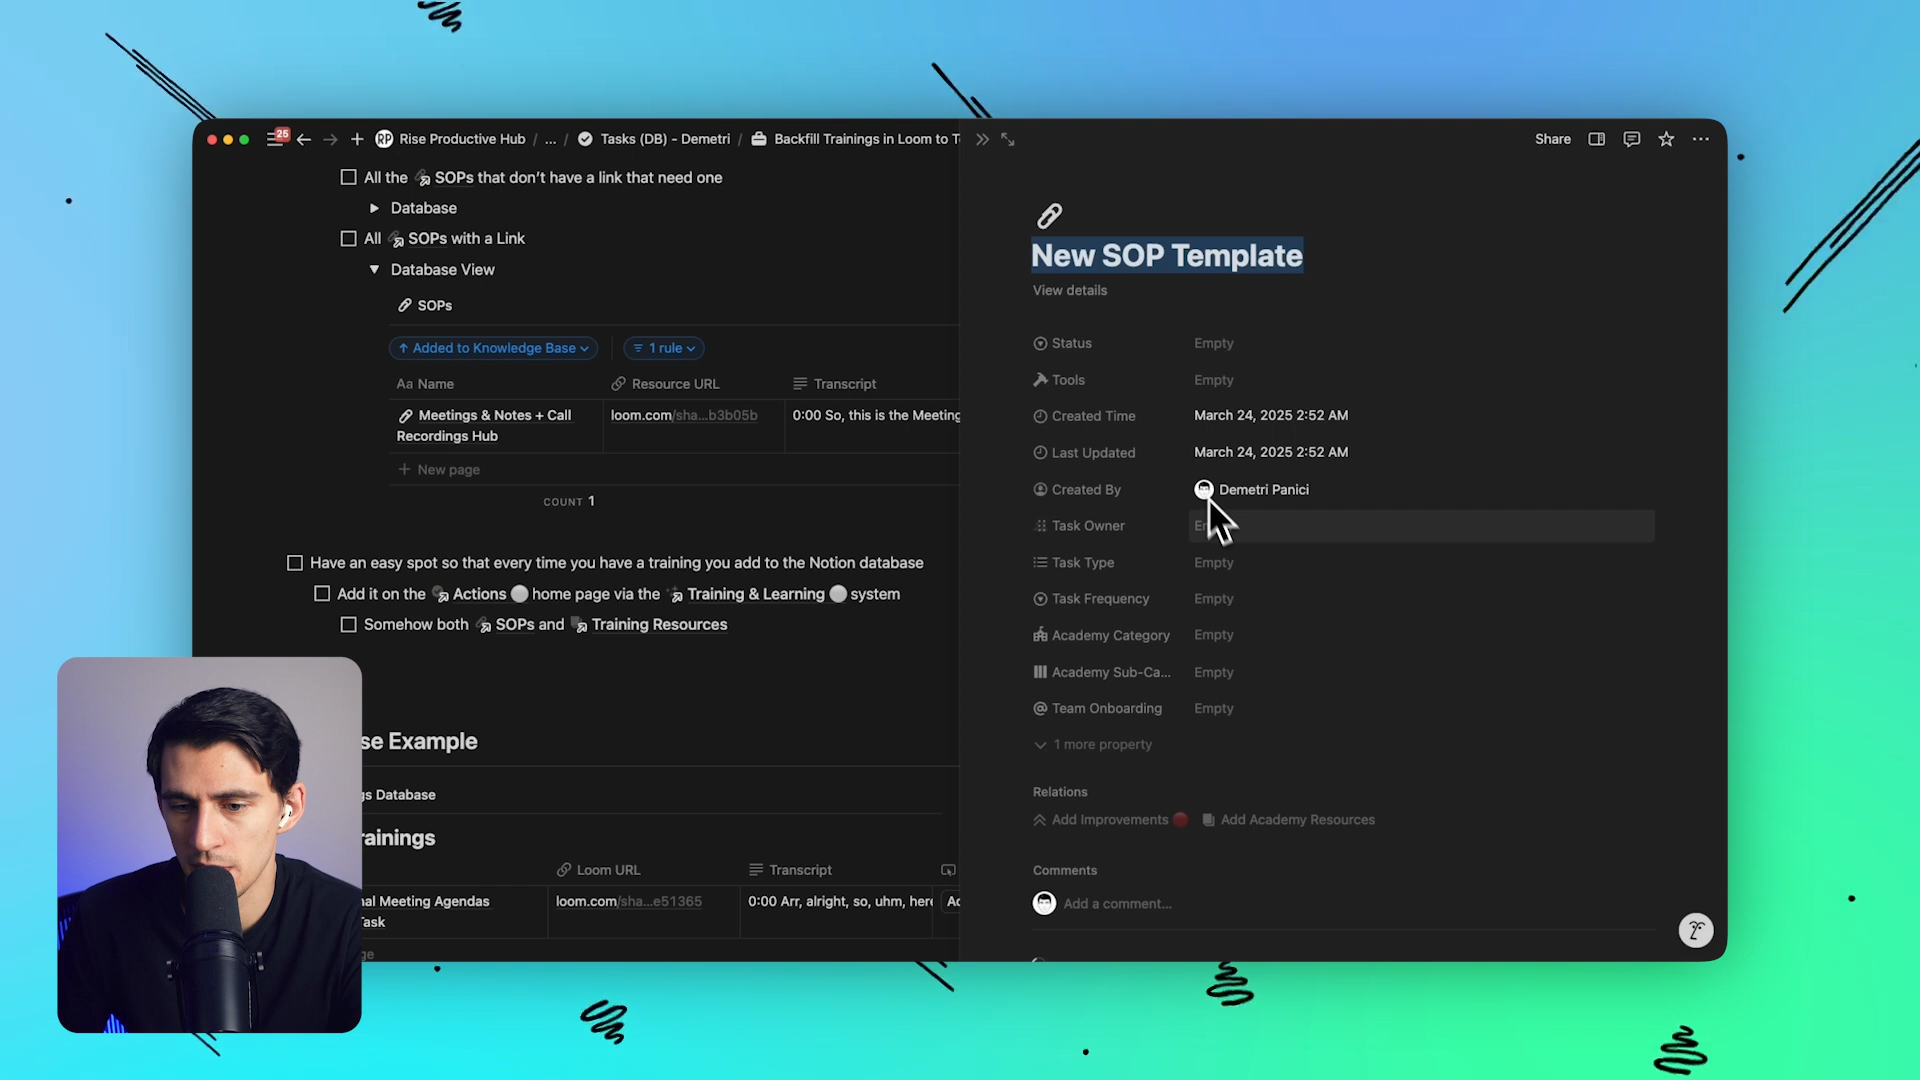 25
RP Rise Productive Hub / ... / Tasks (DB) - Demetri / Backfill Trainings in Loom to T
All the SOPs that don't have a link that need one
Database
All SOPs with a Link
Database View
SOPs
Added to Knowledge Base
1 rule
Aa Name
Resource URL
Transcript
Meetings & Notes + Call
Recordings Hub
loom.com/sha...b3b05b
0:00 So, this is the Meeting
New page
COUNT 1
Have an easy spot so that every time you have a training you add to the Notion database
Add it on the Actions home page via the Training & Learning system
Somehow both SOPs and Training Resources
se Example
gs Database
rainings
Loom URL
Transcript
nal Meeting Agendas
Task
loom.com/sha...e51365
0:00 Arr, alright, so, uhm, here
Ac
ge
Share
New SOP Template
View details
Status Empty
Tools Empty
Created Time March 24, 2025 2:52 AM
Last Updated March 24, 2025 2:52 AM
Created By Demetri Panici
Task Owner
Task Type Empty
Task Frequency Empty
Academy Category Empty
Academy Sub-Ca... Empty
Team Onboarding Empty
1 more property
Relations
Add Improvements Add Academy Resources
Comments
Add a comment...